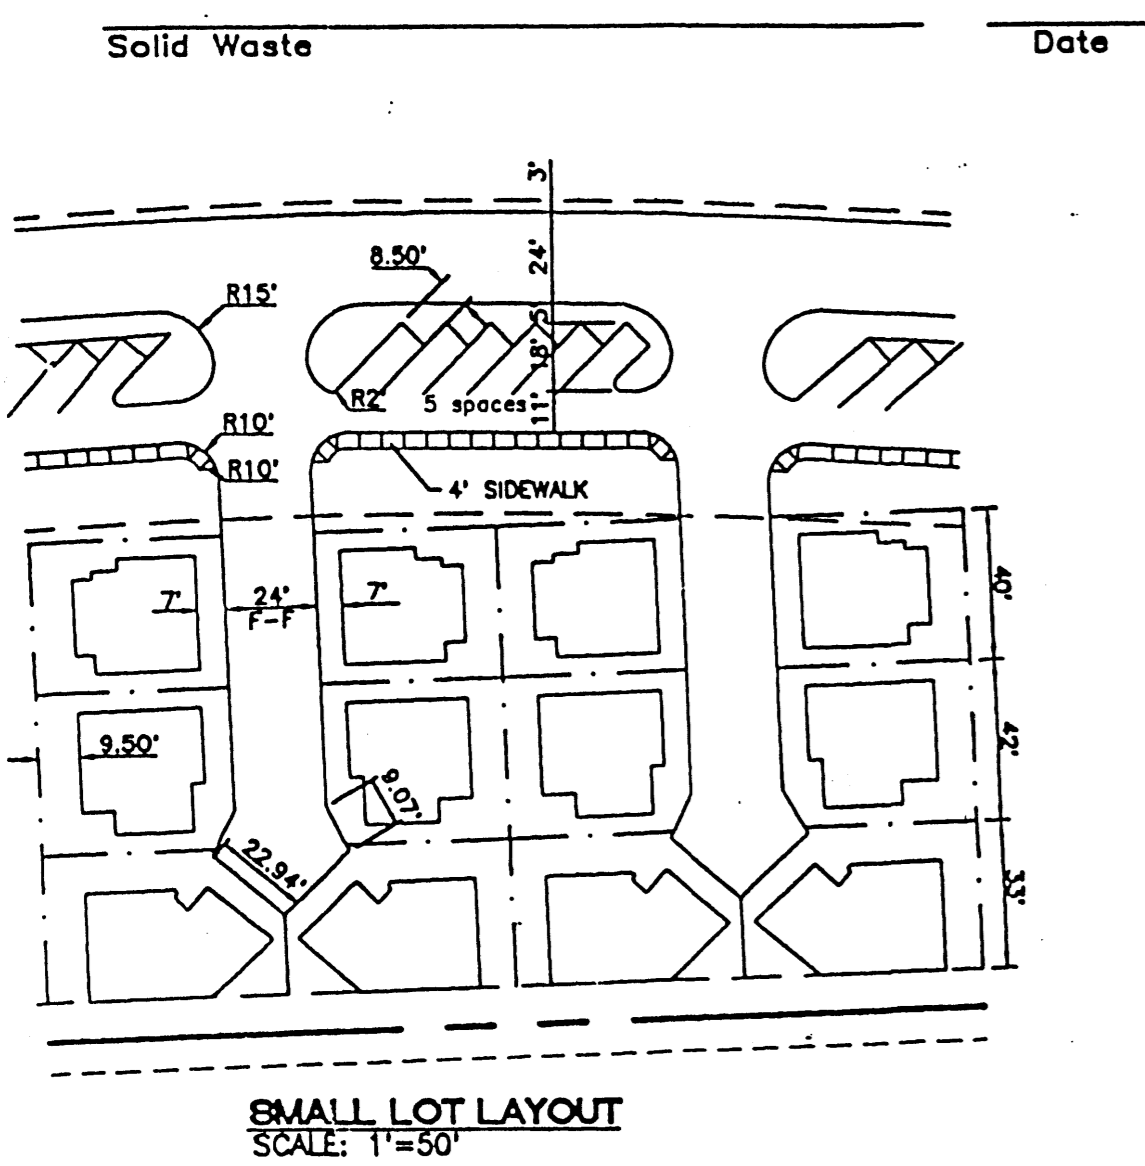 Solid Waste
Date
3'
24'
8.50'
R15'
5'
18'
R2'
5 spaces
11'
R10'
R10'
4' SIDEWALK
40'
7'
24'
F-F
7'
42'
9.50'
9.07'
22.94'
33'
SMALL LOT LAYOUT
SCALE: 1'=50'